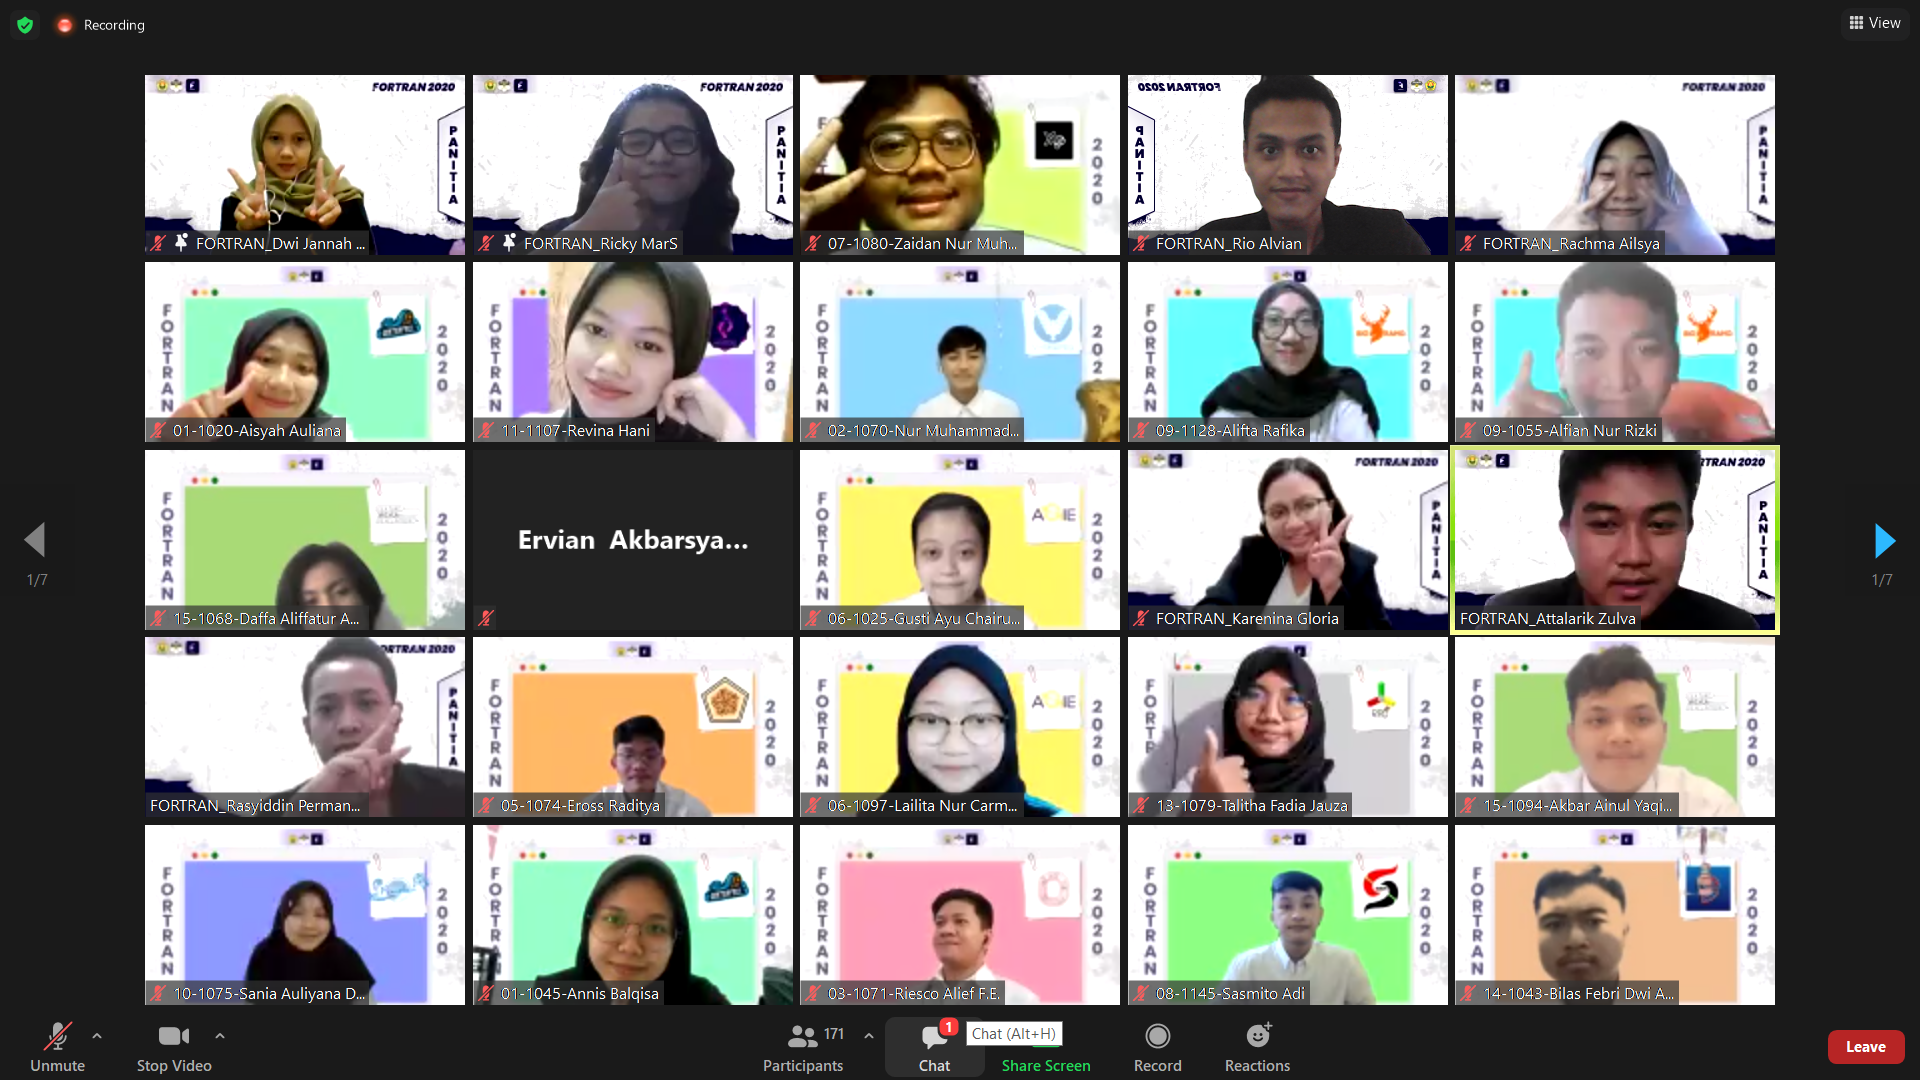 Recording
View
FORTRAN 2020
PANITIA
FORTRAN_Dwi Jannah ...
FORTRAN 2020
PANITIA
FORTRAN_Ricky MarS
2020
07-1080-Zaidan Nur Muh...
FORTRAN 2020
PANITIA
FORTRAN_Rio Alvian
FORTRAN 2020
PANITIA
FORTRAN_Rachma Ailsya
FORTRAN
2020
01-1020-Aisyah Auliana
FORTRAN
2020
11-1107-Revina Hani
FORTRAN
202
02-1070-Nur Muhammad...
FORTRAN
2020
09-1128-Alifta Rafika
FORTRAN
2020
09-1055-Alfian Nur Rizki
FORTRAN
2020
15-1068-Daffa Aliffatur A...
Ervian Akbarsya...
FORTRAN
2020
06-1025-Gusti Ayu Chairu...
FORTRAN 2020
PANITIA
FORTRAN_Karenina Gloria
RTRAN 2020
PANITIA
FORTRAN_Attalarik Zulva
1/7
1/7
ORTRAN 2020
PANITIA
FORTRAN_Rasyiddin Perman...
FORTRAN
2020
05-1074-Eross Raditya
FORTRAN
2020
06-1097-Lailita Nur Carm...
FORTR
2020
13-1079-Talitha Fadia Jauza
FORTRAN
2020
15-1094-Akbar Ainul Yaqi...
FORTRAN
2020
10-1075-Sania Auliyana D...
FORTRAN
2020
01-1045-Annis Balqisa
FORTRAN
2020
03-1071-Riesco Alief F.E.
FORTRAN
2020
08-1145-Sasmito Adi
FORTRAN
2020
14-1043-Bilas Febri Dwi A...
Unmute
Stop Video
171
Participants
1
Chat
Chat (Alt+H)
Share Screen
Record
Reactions
Leave